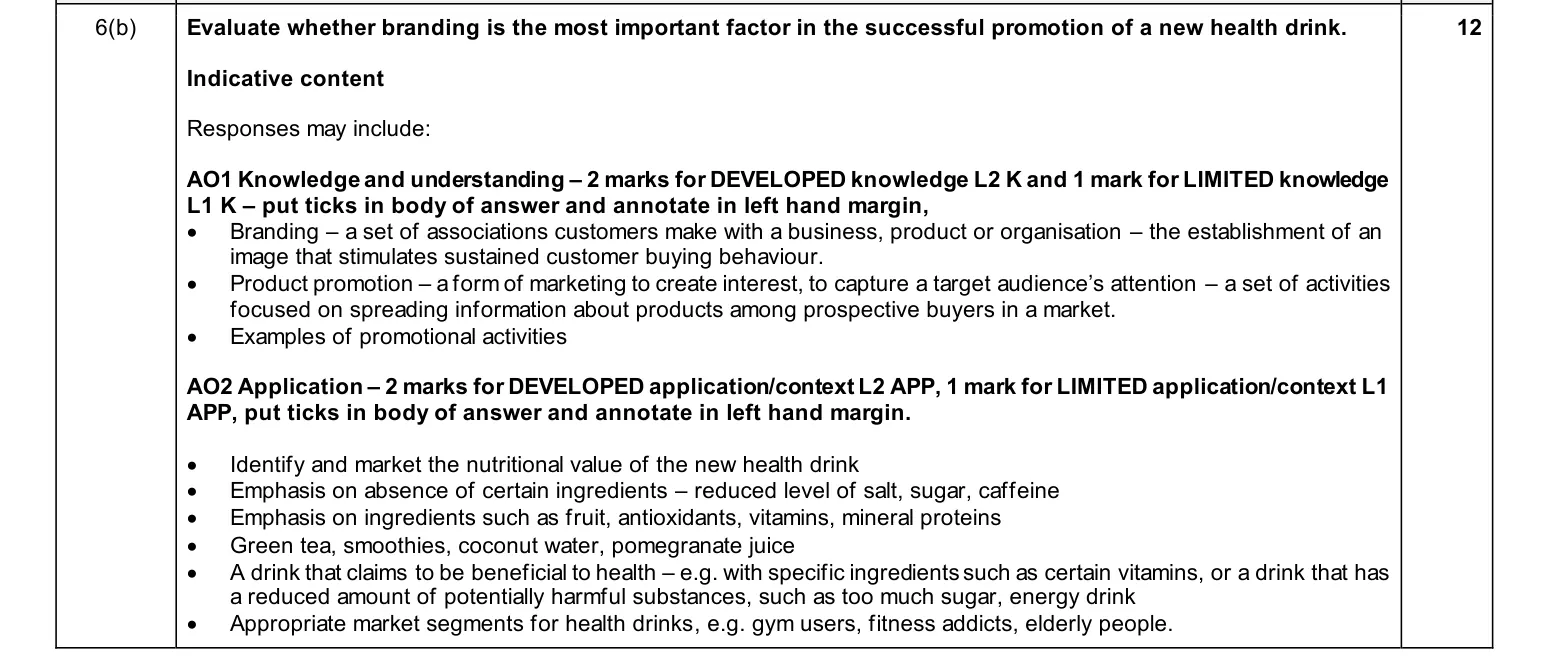 6(b) Evaluate whether branding is the most important factor in the successful promotion of a new health drink. 12
Indicative content
Responses may include:
AO1 Knowledge and understanding – 2 marks for DEVELOPED knowledge L2 K and 1 mark for LIMITED knowledge
L1 K – put ticks in body of answer and annotate in left hand margin,
• Branding – a set of associations customers make with a business, product or organisation – the establishment of an
image that stimulates sustained customer buying behaviour.
• Product promotion – a form of marketing to create interest, to capture a target audience’s attention – a set of activities
focused on spreading information about products among prospective buyers in a market.
• Examples of promotional activities
AO2 Application – 2 marks for DEVELOPED application/context L2 APP, 1 mark for LIMITED application/context L1
APP, put ticks in body of answer and annotate in left hand margin.
• Identify and market the nutritional value of the new health drink
• Emphasis on absence of certain ingredients – reduced level of salt, sugar, caffeine
• Emphasis on ingredients such as fruit, antioxidants, vitamins, mineral proteins
• Green tea, smoothies, coconut water, pomegranate juice
• A drink that claims to be beneficial to health – e.g. with specific ingredients such as certain vitamins, or a drink that has
a reduced amount of potentially harmful substances, such as too much sugar, energy drink
• Appropriate market segments for health drinks, e.g. gym users, fitness addicts, elderly people.